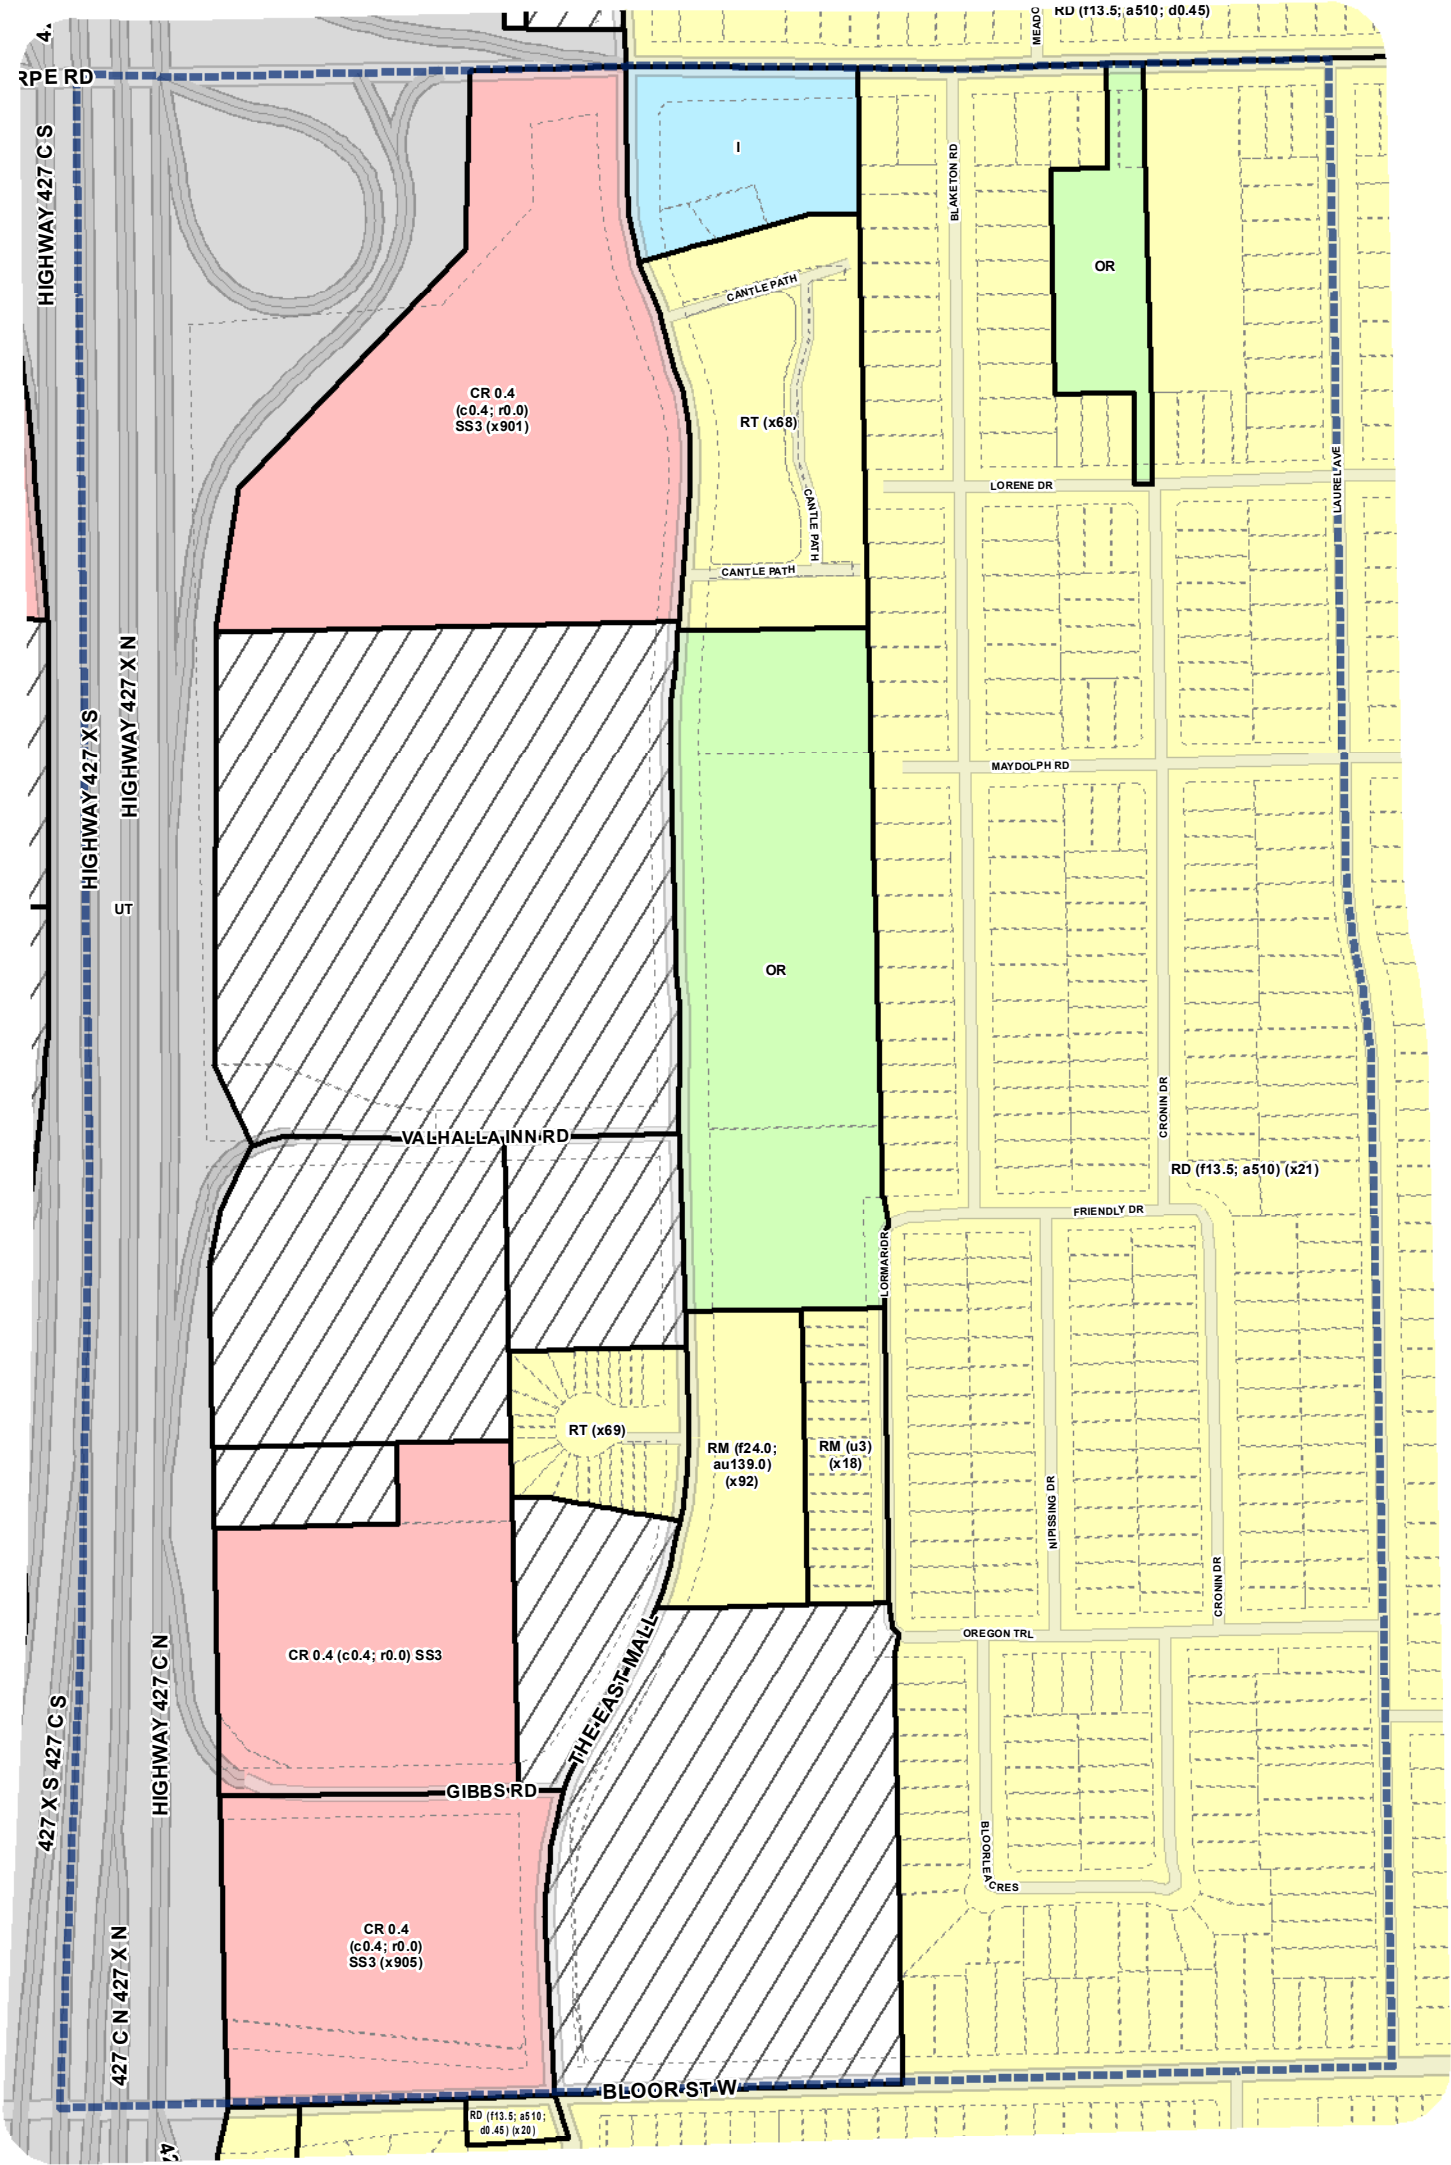 RD (f13.5; a510; d0.45)
RPE RD
HIGHWAY 427 C S
I
BLAKETON RD
OR
CANTLE PATH
CR 0.4
(c0.4; r0.0)
SS3 (x901)
RT (x68)
LAUREL AVE
LORENE DR
CANTLE PATH
CANTLE PATH
HIGHWAY 427 X N
HIGHWAY 427 X S
MAYDOLPH RD
UT
OR
CRONIN DR
VALHALLA INN RD
RD (f13.5; a510) (x21)
FRIENDLY DR
LORMAR DR
RT (x69)
RM (f24.0;
au139.0)
(x92)
RM (u3)
(x18)
NIPISSING DR
CRONIN DR
OREGON TRL
CR 0.4 (c0.4; r0.0) SS3
THE EAST MALL
HIGHWAY 427 C N
427 X S 427 C S
GIBBS RD
BLOORLEA CRES
CR 0.4
(c0.4; r0.0)
SS3 (x905)
427 C N 427 X N
BLOOR ST W
RD (f13.5; a510;
d0.45) (x20)